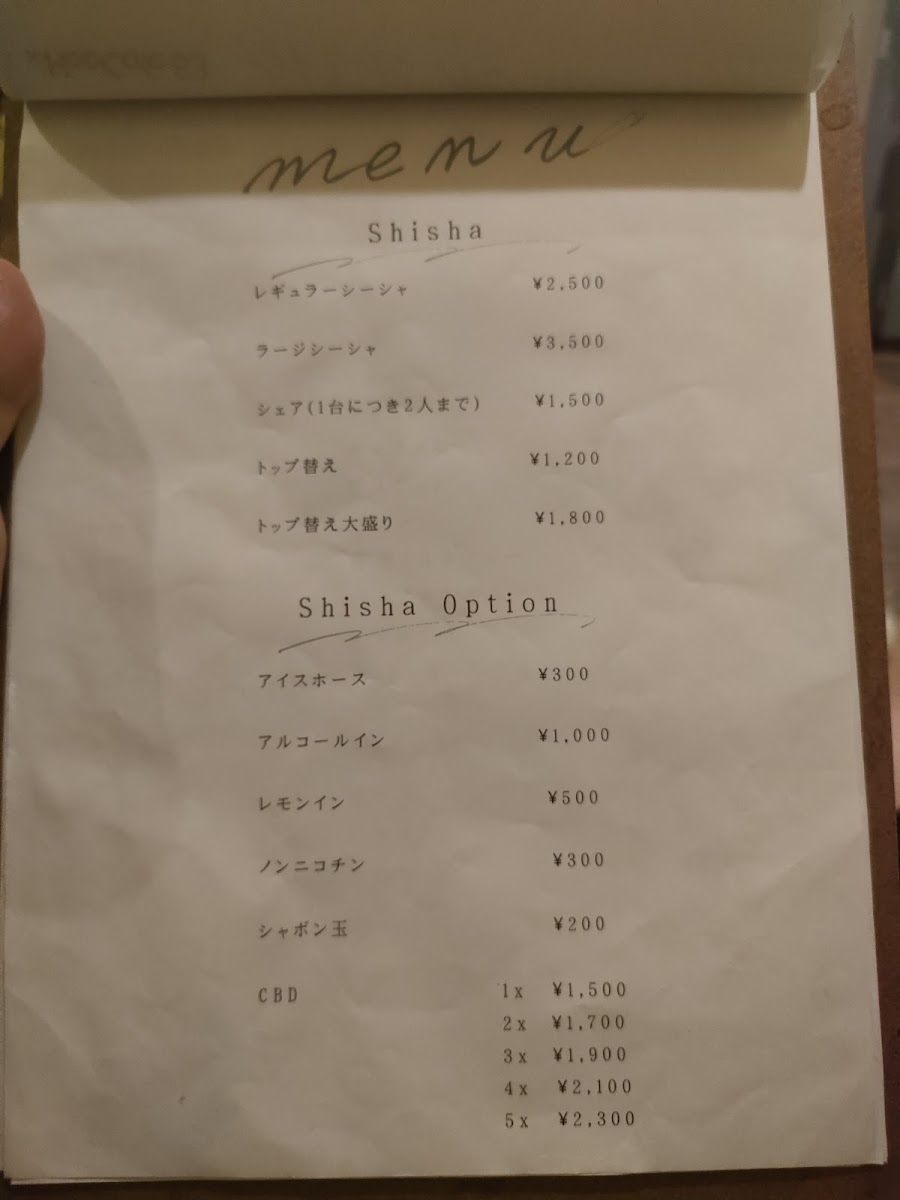 menu
Shisha
レギュラーシーシャ ¥2,500
ラージシーシャ ¥3,500
シェア(1台につき2人まで) ¥1,500
トップ替え ¥1,200
トップ替え大盛り ¥1,800
Shisha Option
アイスホース ¥300
アルコールイン ¥1,000
レモンイン ¥500
ノンニコチン ¥300
シャボン玉 ¥200
CBD 1x ¥1,500
2x ¥1,700
3x ¥1,900
4x ¥2,100
5x ¥2,300